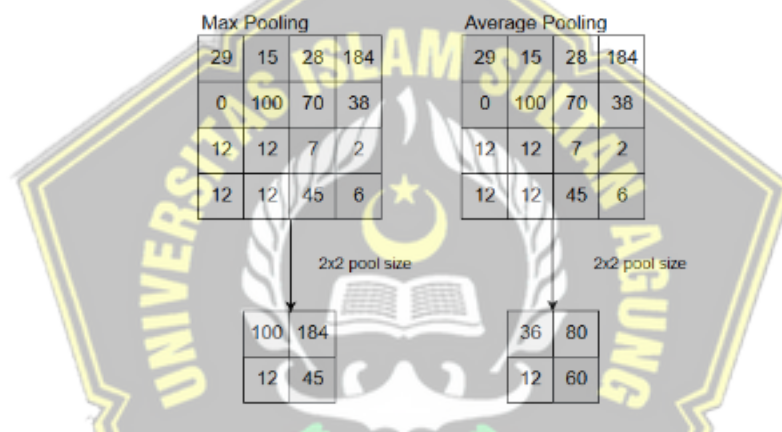 Max Pooling Average Pooling
29 15 28 184 29 15 28 184
0 100 70 38 0 100 70 38
12 12 7 2 12 12 7 2
12 12 45 6 12 12 45 6
2x2 pool size 2x2 pool size
100 184 36 80
12 45 12 60
UNIVERSITAS ISLAM SULTAN AGUNG